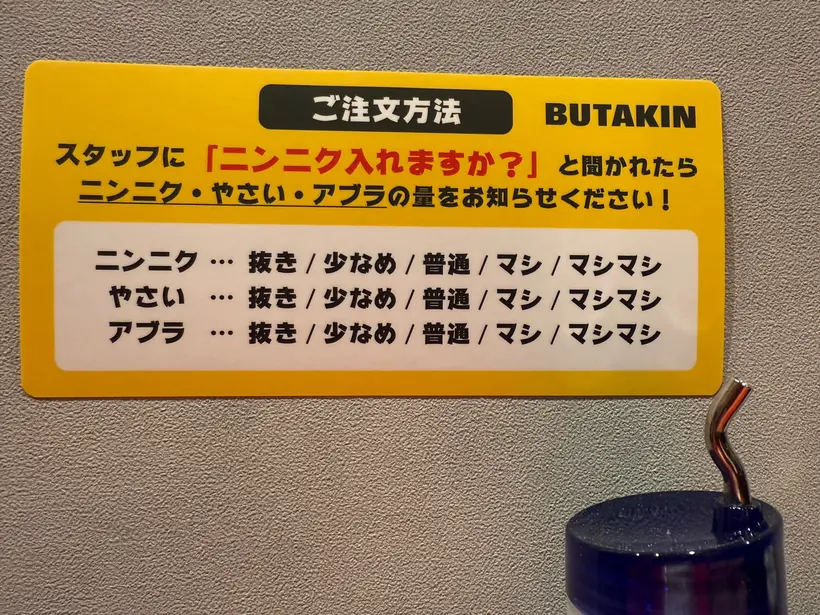 ご注文方法 BUTAKIN
スタッフに「ニンニク入れますか?」と聞かれたら
ニンニク・やさい・アブラの量をお知らせください!
ニンニク … 抜き / 少なめ / 普通 / マシ / マシマシ
やさい … 抜き / 少なめ / 普通 / マシ / マシマシ
アブラ … 抜き / 少なめ / 普通 / マシ / マシマシ